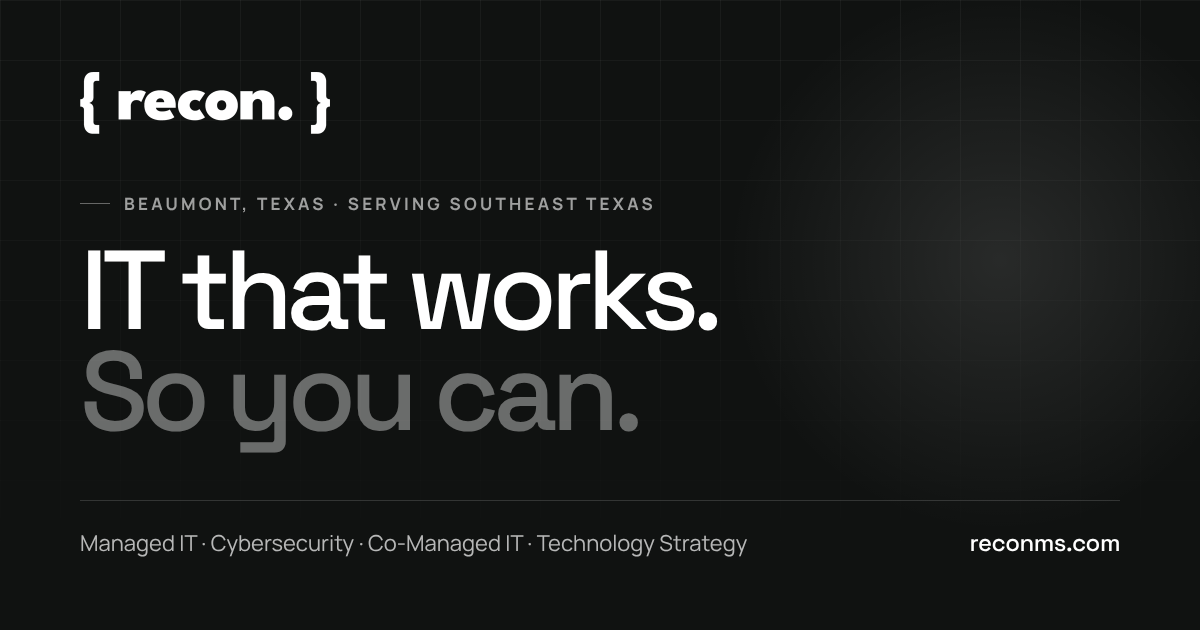 { recon. }
BEAUMONT, TEXAS · SERVING SOUTHEAST TEXAS
IT that works.
So you can.
Managed IT · Cybersecurity · Co-Managed IT · Technology Strategy
reconms.com